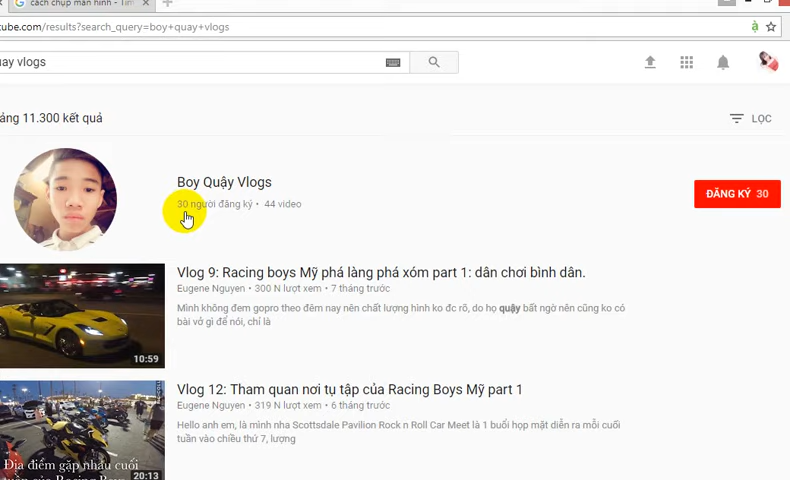 cách chụp màn hình - Tìm
ube.com/results?search_query=boy+quay+vlogs
uay vlogs
ảng 11.300 kết quả
LỌC
Boy Quậy Vlogs
30 người đăng ký • 44 video
ĐĂNG KÝ 30
Vlog 9: Racing boys Mỹ phá làng phá xóm part 1: dân chơi bình dân.
Eugene Nguyen • 300 N lượt xem • 7 tháng trước
Mình không đem gopro theo đêm nay nên chất lượng hình ko đc rõ, do họ quậy bất ngờ nên cũng ko có
bài vở gì để nói, chỉ là
10:59
Vlog 12: Tham quan nơi tụ tập của Racing Boys Mỹ part 1
Eugene Nguyen • 319 N lượt xem • 6 tháng trước
Hello anh em, là mình nha Scottsdale Pavilion Rock n Roll Car Meet là 1 buổi họp mặt diễn ra mỗi cuối
tuần vào chiều thứ 7, lượng
Địa điểm gặp nhau cuối
tuần của Racing Boys
20:13